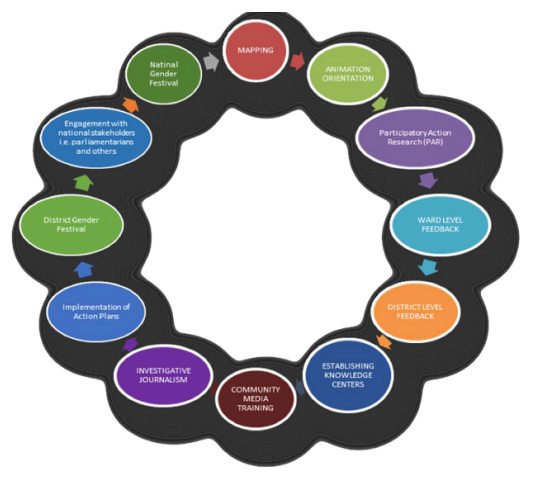 MAPPING
ANIMATION
ORIENTATION
Participatory Action
Research (PAR)
WARD LEVEL
FEEDBACK
DISTRICT LEVEL
FEEDBACK
ESTABLISHING
KNOWLEDGE
CENTERS
COMMUNITY
MEDIA
TRAINING
INVESTIGATIVE
JOURNALISM
Implementation of
Action Plans
District Gender
Festival
Engagement with
national stakeholders
i.e. parliamentarians
and others
Natinal
Gender
Festival